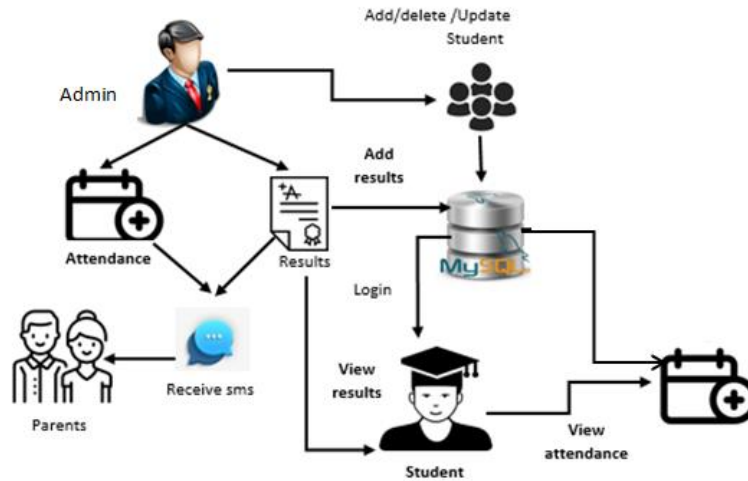 Add/delete /Update
Student
Admin
Add
results
Attendance
Results
MySQL
Login
View
results
Receive sms
Parents
View
attendance
Student